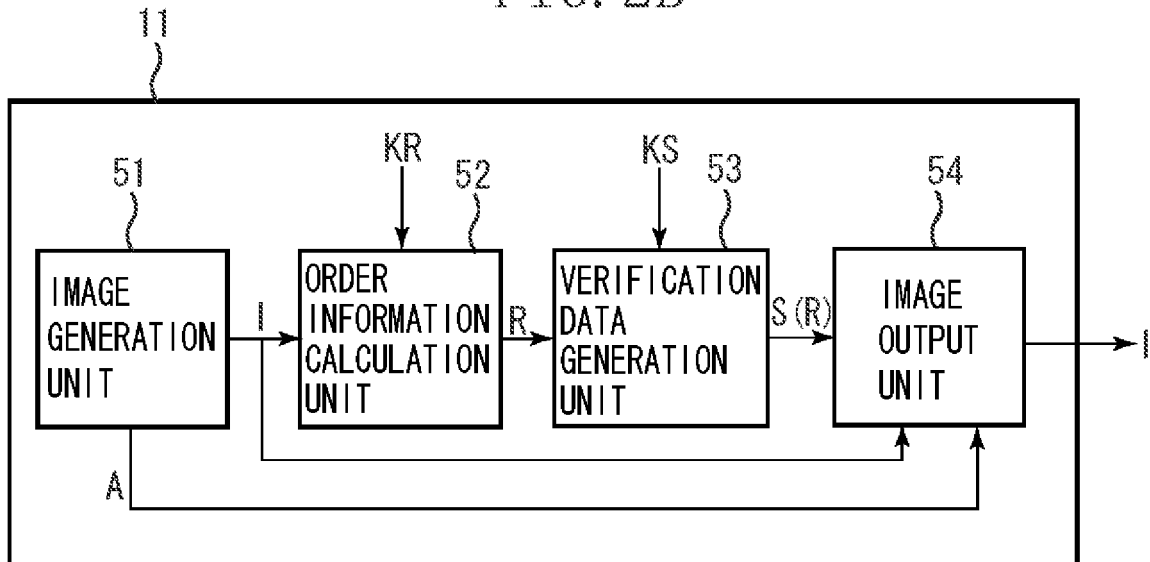 11
KR
KS
51
52
53
54
IMAGE
GENERATION
UNIT
I
ORDER
INFORMATION
CALCULATION
UNIT
R
VERIFICATION
DATA
GENERATION
UNIT
S(R)
IMAGE
OUTPUT
UNIT
I
A